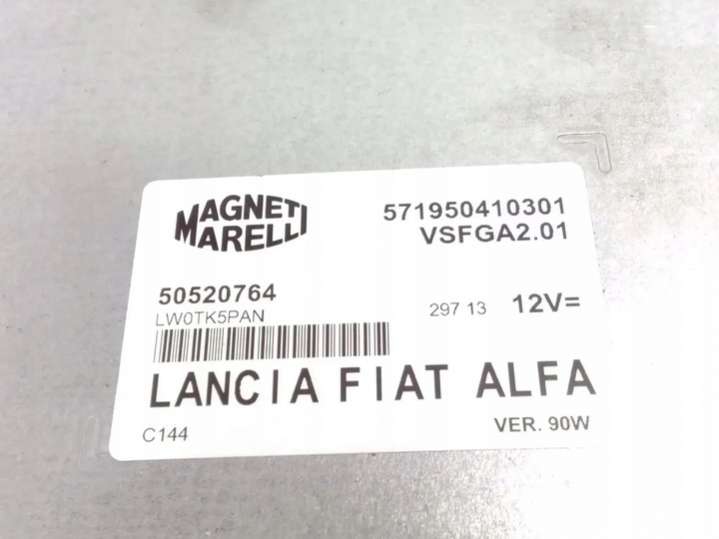 MAGNETI
MARELLI
571950410301
VSFGA2.01
50520764
LW0TK5PAN
297 13 12V=
LANCIA FIAT ALFA
C144
VER. 90W